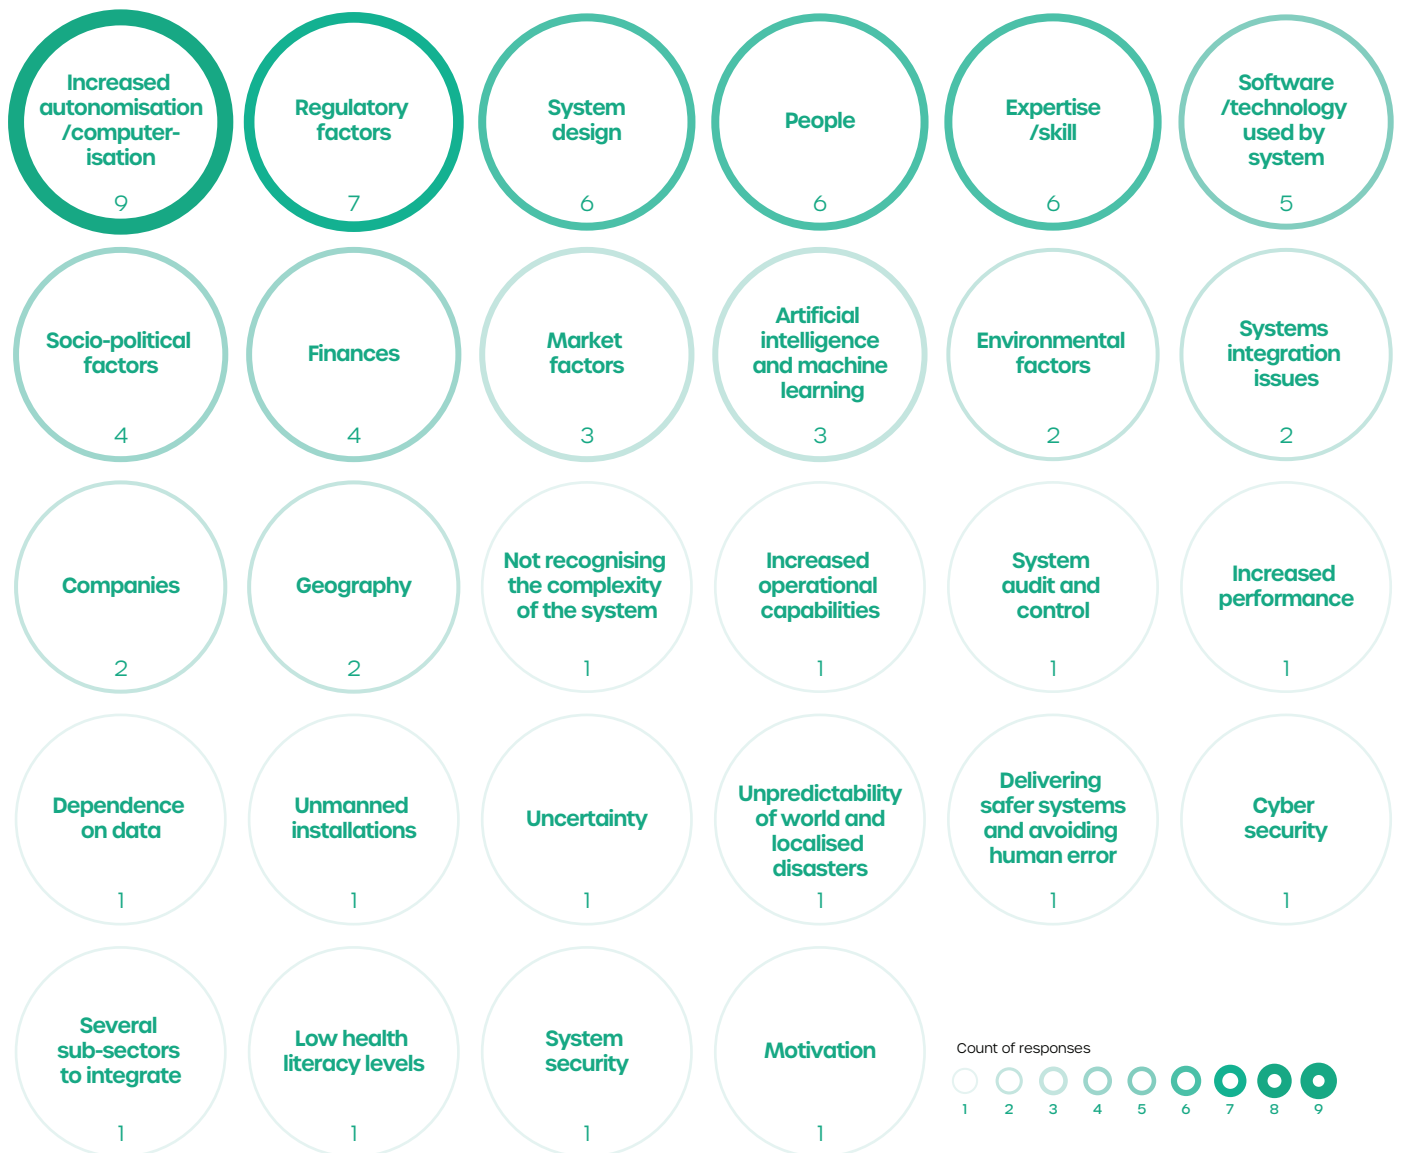 Increased
autonomisation
/computer-
isation
9
Regulatory
factors
7
System
design
6
People
6
Expertise
/skill
6
Software
/technology
used by
system
5
Socio-political
factors
4
Finances
4
Market
factors
3
Artificial
intelligence
and machine
learning
3
Environmental
factors
2
Systems
integration
issues
2
Companies
2
Geography
2
Not recognising
the complexity
of the system
1
Increased
operational
capabilities
1
System
audit and
control
1
Increased
performance
1
Dependence
on data
1
Unmanned
installations
1
Uncertainty
1
Unpredictability
of world and
localised
disasters
1
Delivering
safer systems
and avoiding
human error
1
Cyber
security
1
Several
sub-sectors
to integrate
1
Low health
literacy levels
1
System
security
1
Motivation
1
Count of responses
1 2 3 4 5 6 7 8 9